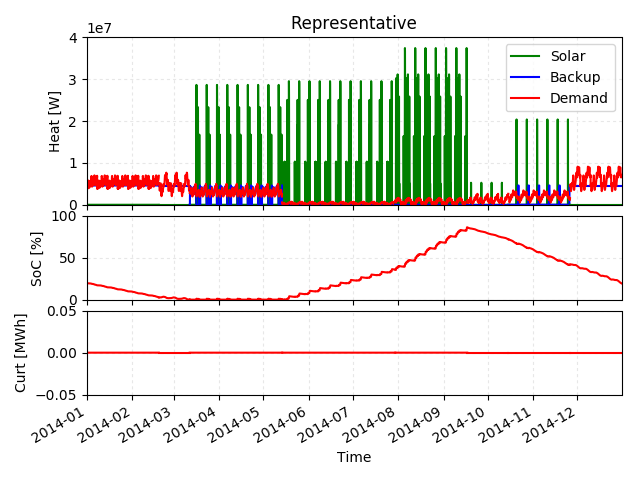 Representative
1e7
Heat [W]
4
3
2
1
0
Solar
Backup
Demand
SoC [%]
100
50
0
Curt [MWh]
0.05
0.00
−0.05
2014-01
2014-02
2014-03
2014-04
2014-05
2014-06
2014-07
2014-08
2014-09
2014-10
2014-11
2014-12
Time